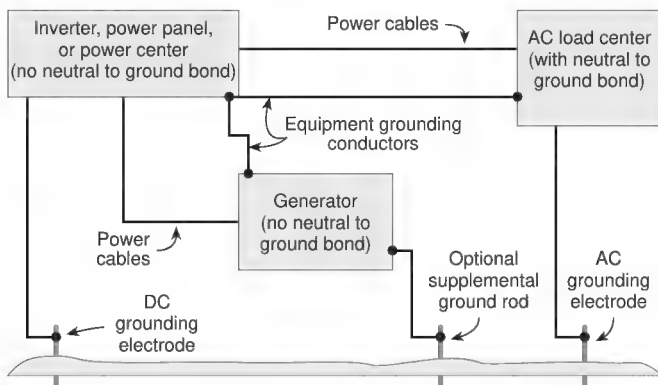 Inverter, power panel,
or power center
(no neutral to ground bond)
Power cables
AC load center
(with neutral to
ground bond)
Equipment grounding
conductors
Generator
(no neutral to
ground bond)
Power
cables
DC
grounding
electrode
Optional
supplemental
ground rod
AC
grounding
electrode